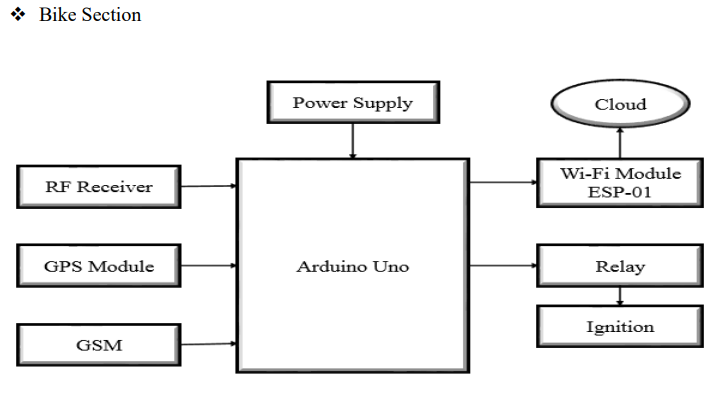 ❖ Bike Section
Power Supply
Cloud
RF Receiver
Wi-Fi Module
ESP-01
GPS Module
Arduino Uno
Relay
GSM
Ignition